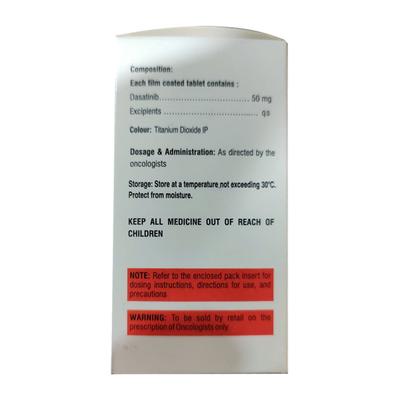 Composition:
Each film coated tablet contains :
Dasatinib.................................. 50 mg
Excipients ................................ qs
Colour: Titanium Dioxide IP
Dosage & Administration: As directed by the
oncologists
Storage: Store at a temperature,not exceeding 30°C.
Protect from moisture.
KEEP ALL MEDICINE OUT OF REACH OF
CHILDREN
NOTE: Refer to the enclosed pack insert for
dosing instructions, directions for use, and
precautions.
WARNING: To be sold by retail on the
prescription of Oncologists only.